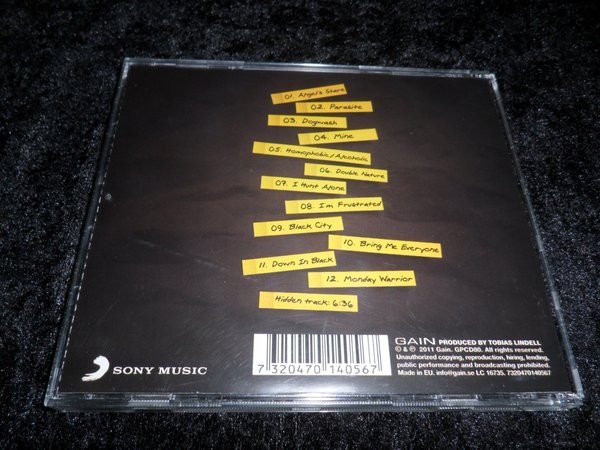 01. Angels Share
02. Parasite
03. Dogwash
04. Mine
05. Homophobic/Alcoholic
06. Double Nature
07. I Hunt Alone
08. I'm Frustrated
09. Black City
10. Bring Me Everyone
11. Down In Black
12. Monday Warrior
Hidden track: 6:36
SONY MUSIC
7 320470 140567
GAIN PRODUCED BY TOBIAS LINDELL
© & ℗ 2011 Gain. GPCD80. All rights reserved.
Unauthorized copying, reproduction, hiring, lending,
public performance and broadcasting prohibited.
Made in EU. info@gain.se LC 16735. 7320470140567